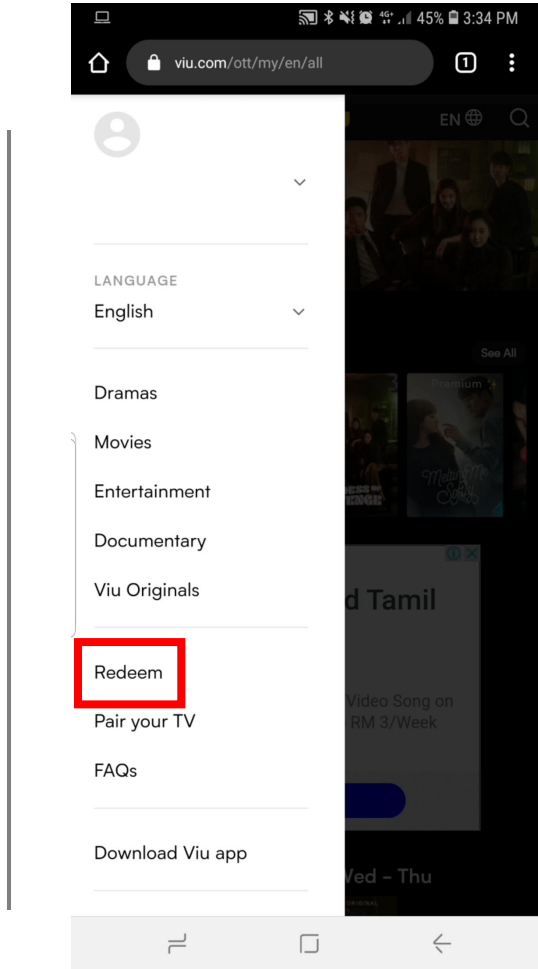 4G+ 45% 3:34 PM
viu.com/ott/my/en/all
1
EN
LANGUAGE
English
See All
Premium
Dramas
Movies
Entertainment
Documentary
Viu Originals
d Tamil
Redeem
Video Song on
Pair your TV
RM 3/Week
FAQs
Download Viu app
Wed - Thu